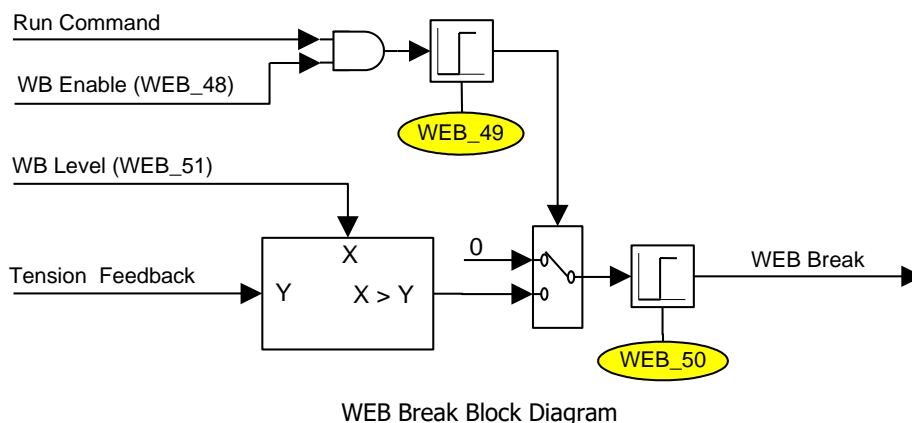 Run Command
WB Enable (WEB_48)
WEB_49
WB Level (WEB_51)
X
0
WEB Break
Tension  Feedback
Y
X > Y
WEB_50
WEB Break Block Diagram